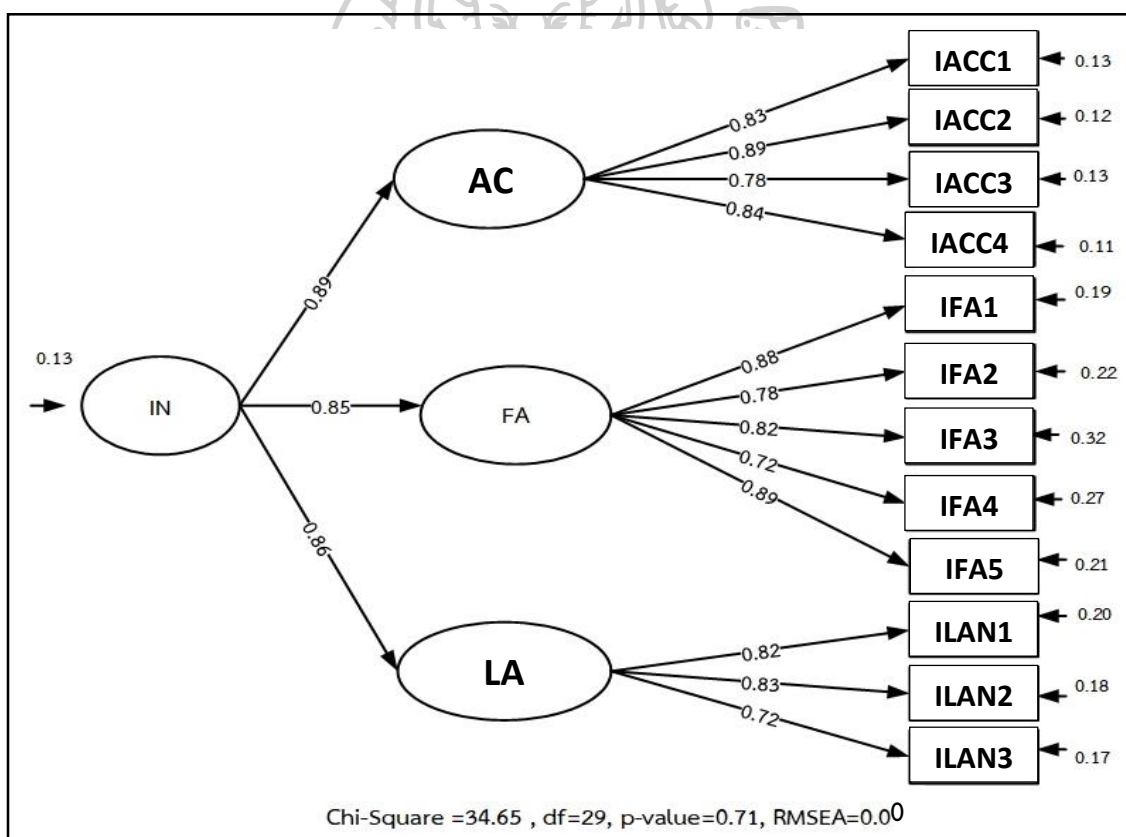 IACC1
0.13
0.83
IACC2
0.12
0.89
AC
IACC3
0.13
0.78
IACC4
0.11
0.84
0.89
IFA1
0.19
0.88
0.13
IFA2
0.22
0.78
IN
0.85
FA
IFA3
0.32
0.82
0.72
IFA4
0.27
0.89
IFA5
0.21
0.86
ILAN1
0.20
0.82
LA
ILAN2
0.18
0.83
0.72
ILAN3
0.17
Chi-Square =34.65 , df=29, p-value=0.71, RMSEA=0.00